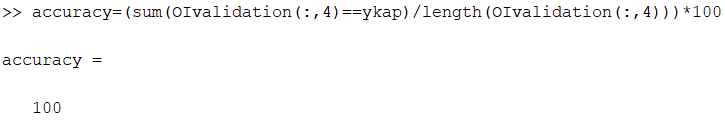 >> accuracy=(sum(OIvalidation(:,4)==ykap)/length(OIvalidation(:,4)))*100
accuracy =
100